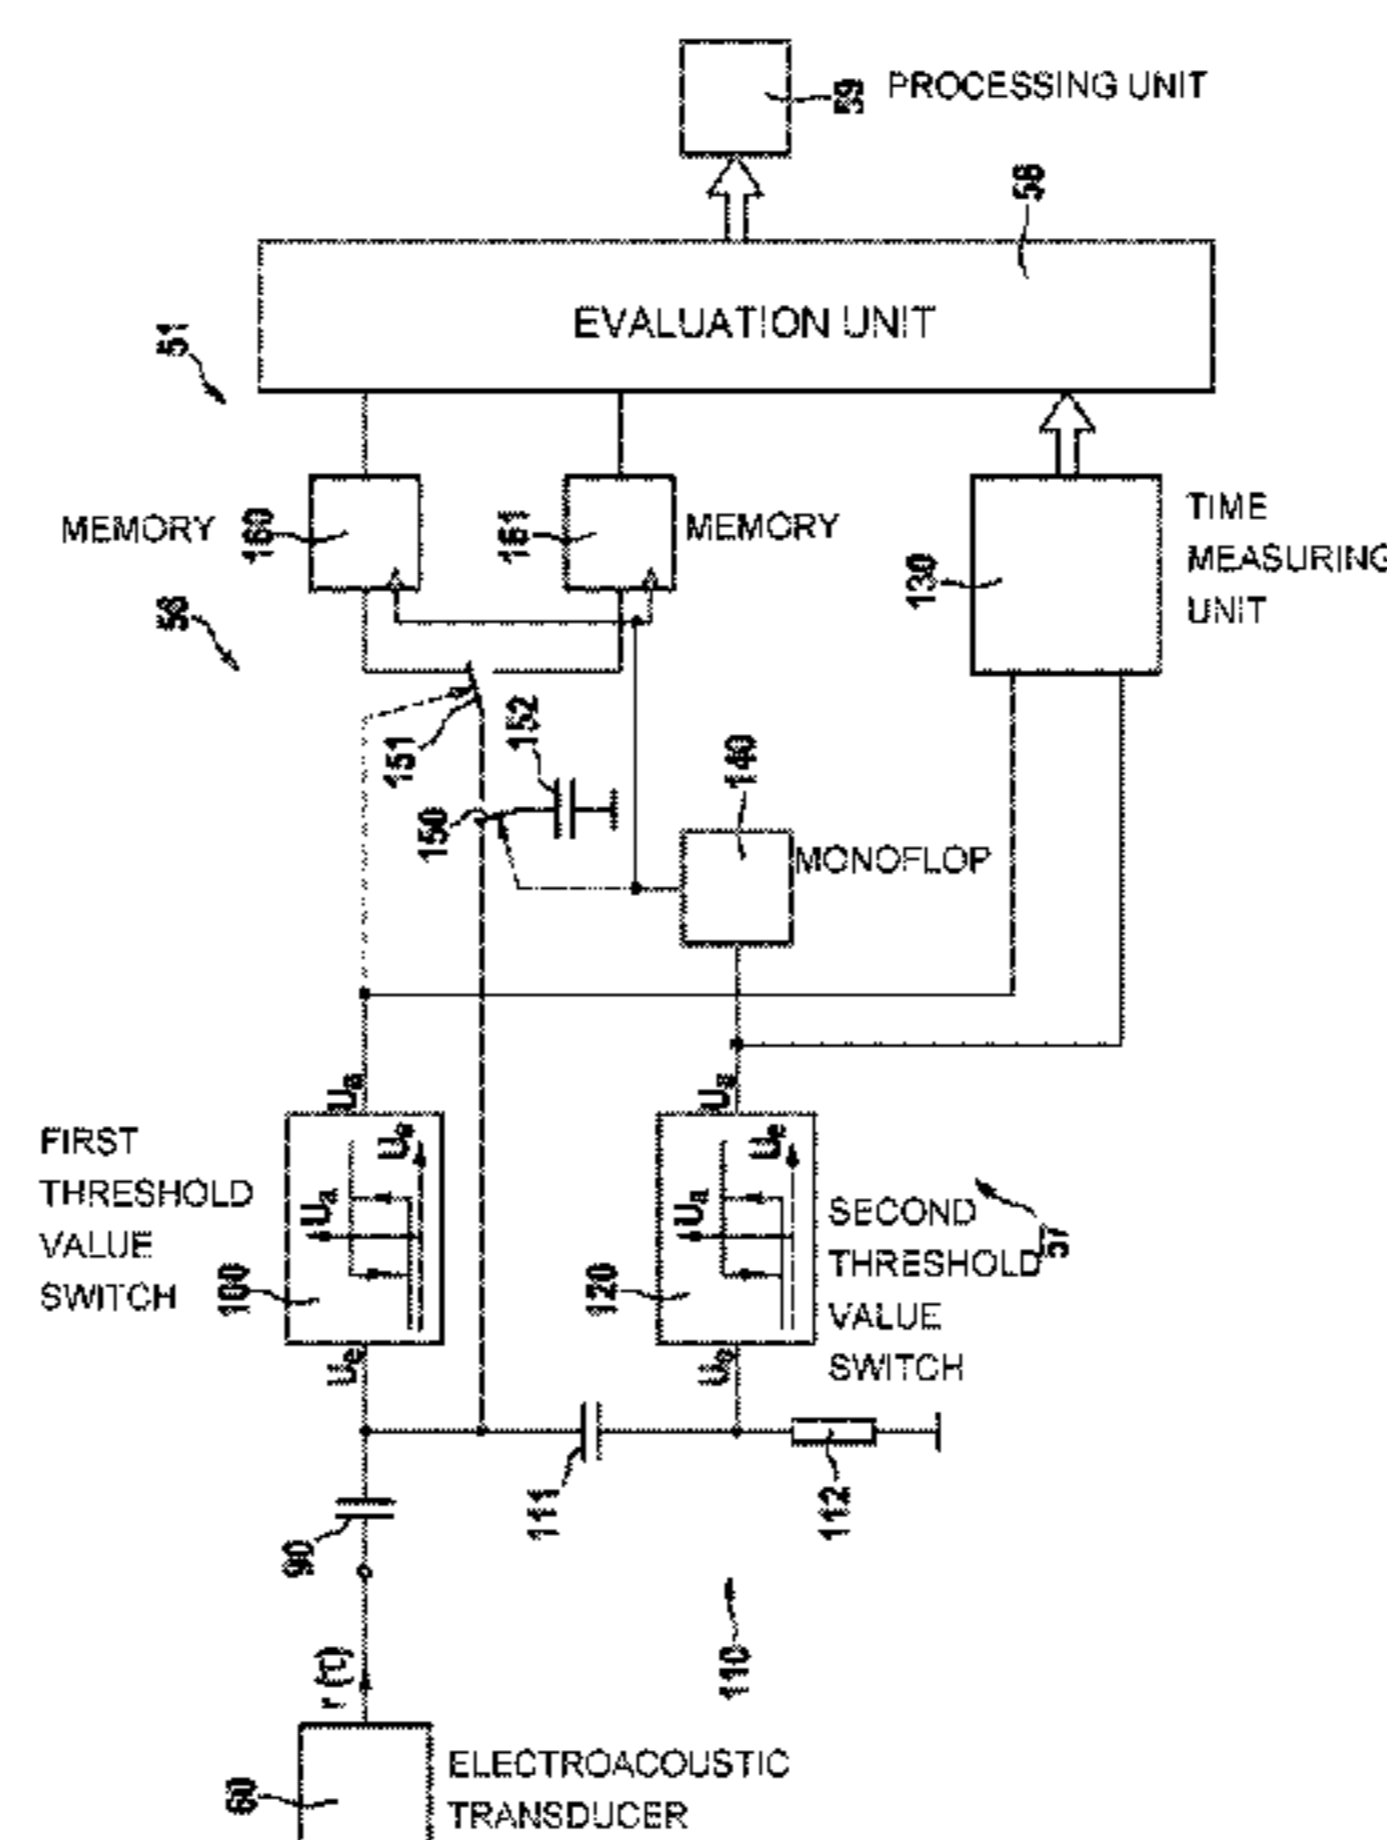 59
PROCESSING UNIT
EVALUATION UNIT
51
MEMORY
160
161
MEMORY
TIME
MEASURING
UNIT
130
151
152
150
140
MONOFLOP
Ua
Ua
FIRST
THRESHOLD
VALUE
SWITCH
100
Ua
Ue
120
Ua
Ue
SECOND
THRESHOLD
VALUE
SWITCH
57
Ue
Ue
90
111
112
110
r (τ)
60
ELECTROACOUSTIC
TRANSDUCER